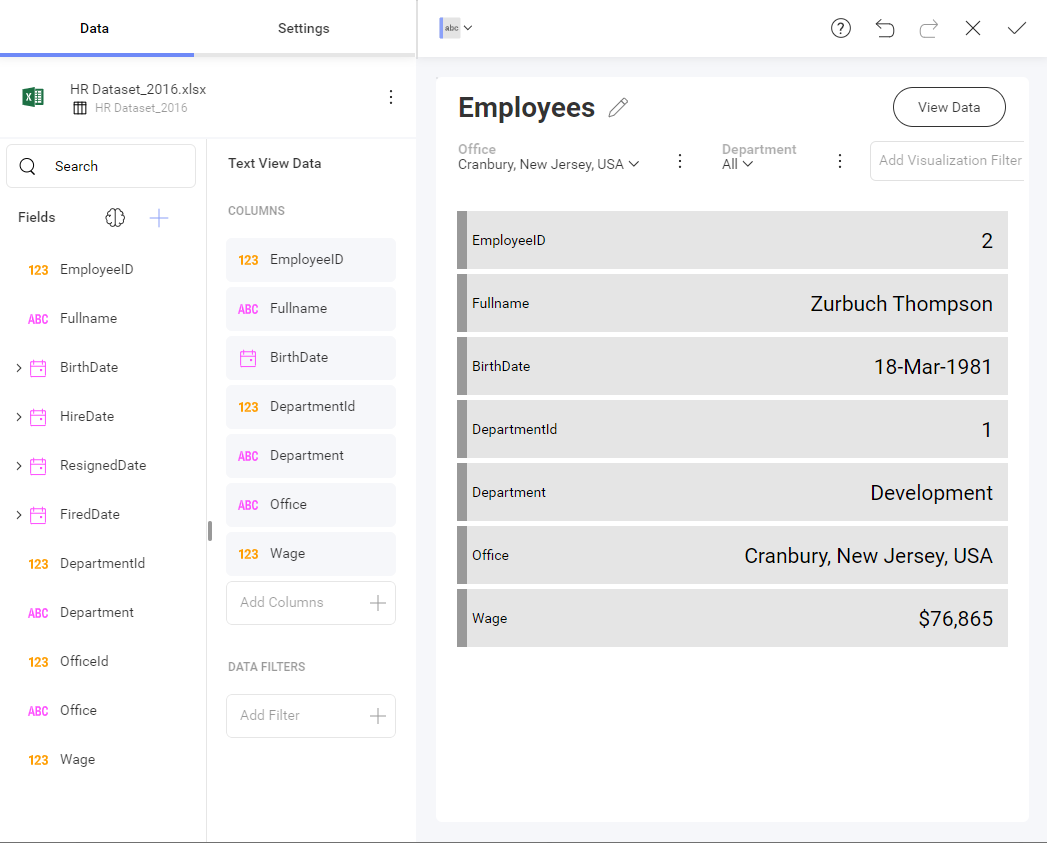 Data
Settings
abc
HR Dataset_2016.xlsx
HR Dataset_2016
Search
Fields
123 EmployeeID
ABC Fullname
BirthDate
HireDate
ResignedDate
FiredDate
123 DepartmentId
ABC Department
123 OfficeId
ABC Office
123 Wage
Text View Data
COLUMNS
123 EmployeeID
ABC Fullname
BirthDate
123 DepartmentId
ABC Department
ABC Office
123 Wage
Add Columns
DATA FILTERS
Add Filter
Employees
View Data
Office
Cranbury, New Jersey, USA
Department
All
Add Visualization Filter
EmployeeID 2
Fullname Zurbuch Thompson
BirthDate 18-Mar-1981
DepartmentId 1
Department Development
Office Cranbury, New Jersey, USA
Wage $76,865